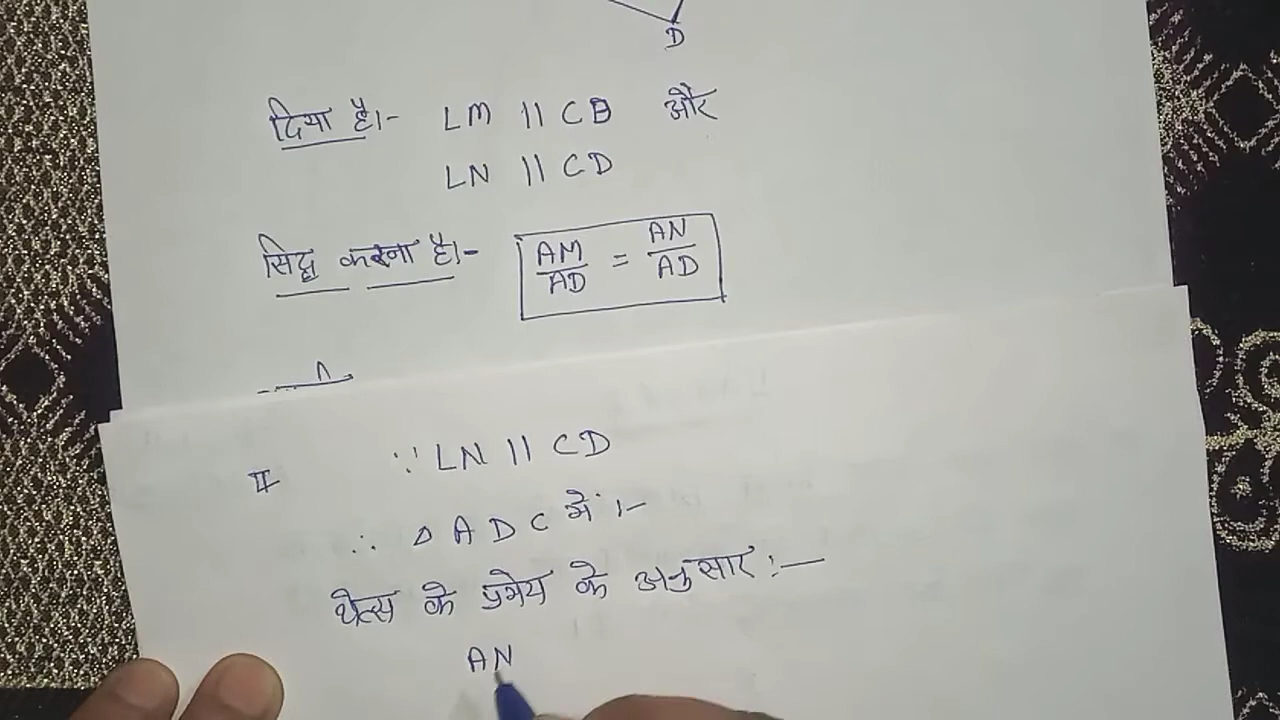 D
दिया है।- LM || CB और
LN || CD
सिद्ध करना है।- AM/AD = AN/AD
II ∵ LN || CD
∴ △ ADC में :-
थेल्स के प्रमेय के अनुसार :-
AN